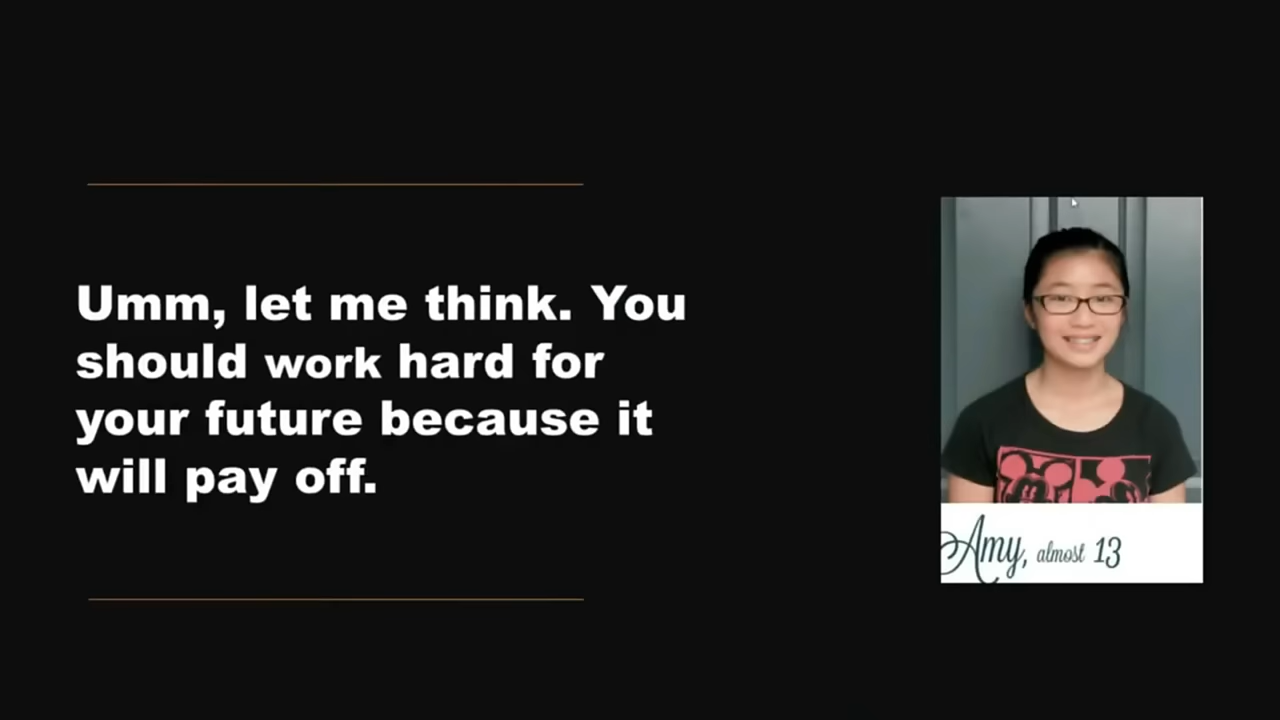 Umm, let me think. You
should work hard for
your future because it
will pay off.
Amy, almost 13